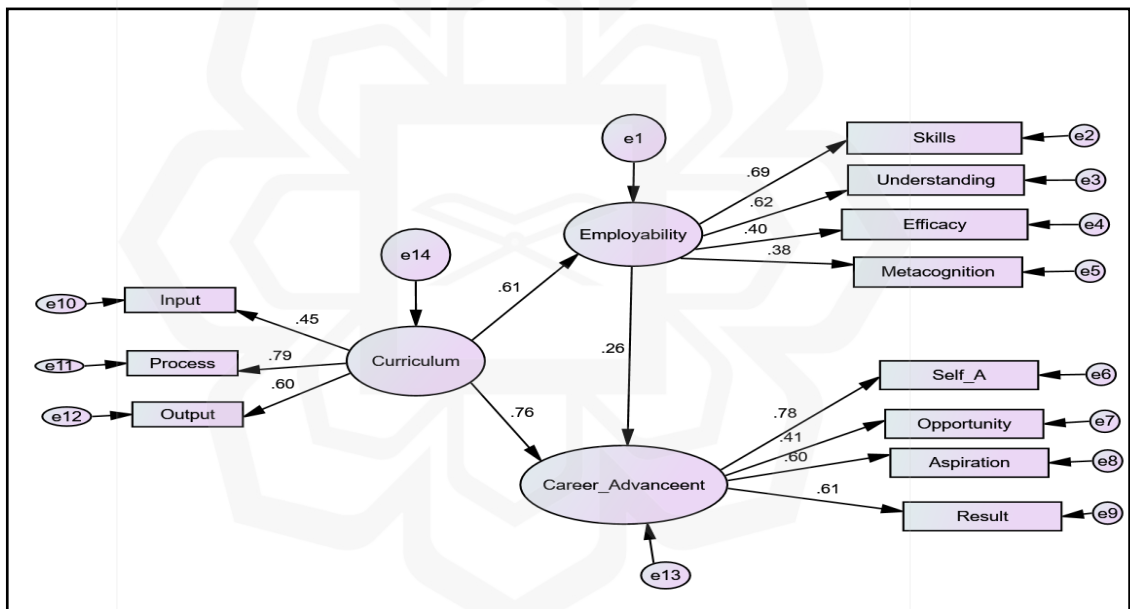 e1
Skills
e2
.69
Understanding
e3
.62
Employability
Efficacy
e4
.40
e14
.38
Metacognition
e5
.61
e10
Input
.45
.26
e11
Process
.79
Curriculum
Self_A
e6
.60
.78
e12
Output
.76
.41
Opportunity
e7
.60
Aspiration
e8
Career_Advanceent
.61
Result
e9
e13